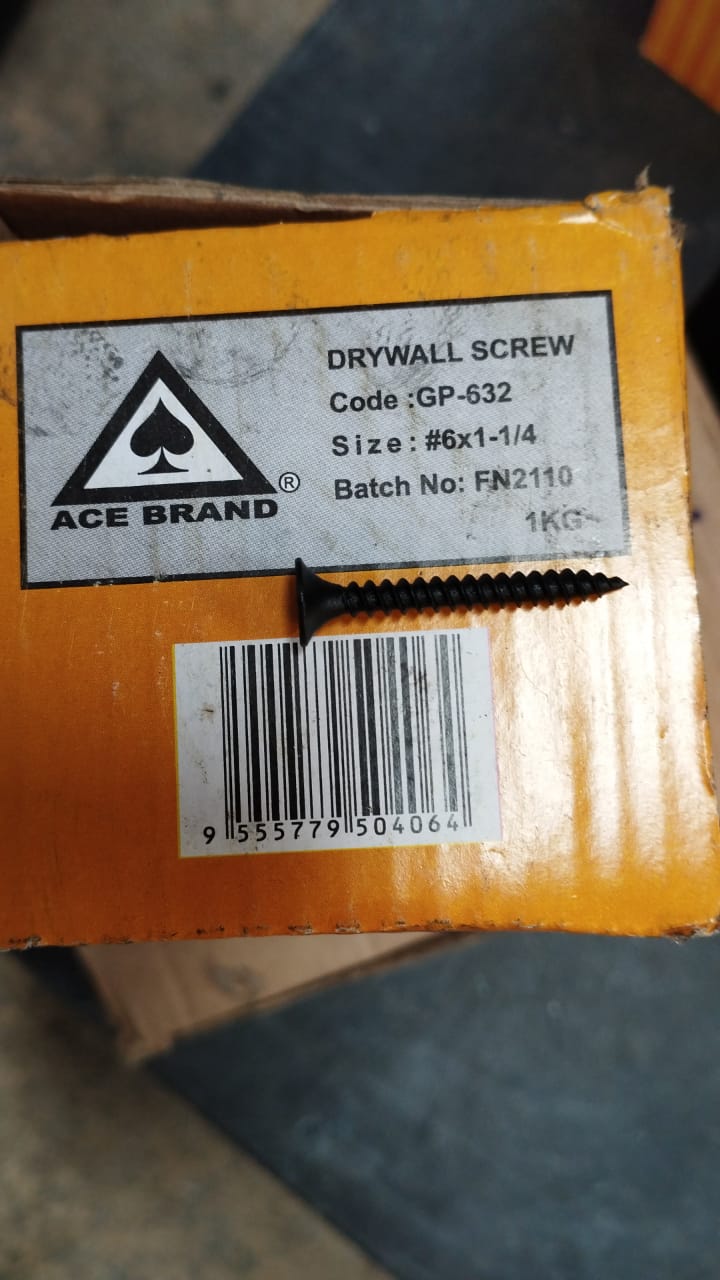 DRYWALL SCREW
Code :GP-632
Size: #6x1-1/4
Batch No: FN2110
1KG
®
ACE BRAND
9 555779 504064